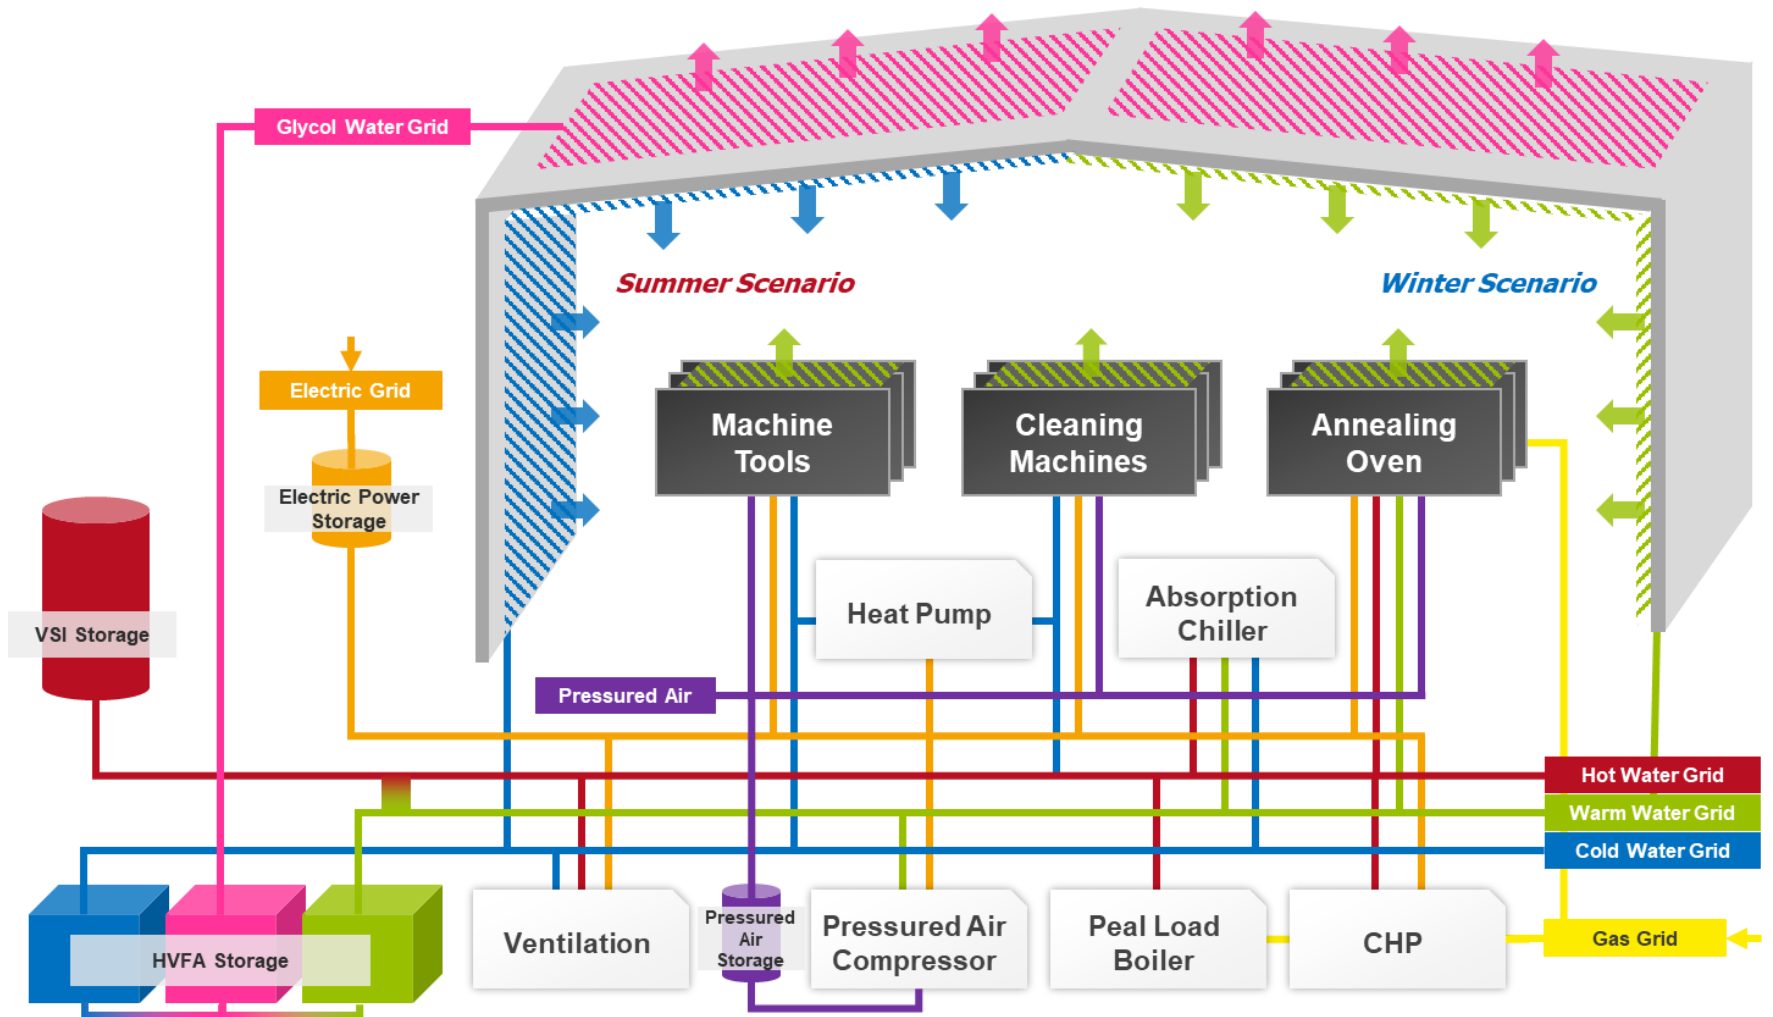 Glycol Water Grid
Summer Scenario
Winter Scenario
Electric Grid
Machine
Tools
Cleaning
Machines
Annealing
Oven
Electric Power
Storage
VSI Storage
Heat Pump
Absorption
Chiller
Pressured Air
Hot Water Grid
Warm Water Grid
Cold Water Grid
HVFA Storage
Ventilation
Pressured
Air
Storage
Pressured Air
Compressor
Peal Load
Boiler
CHP
Gas Grid